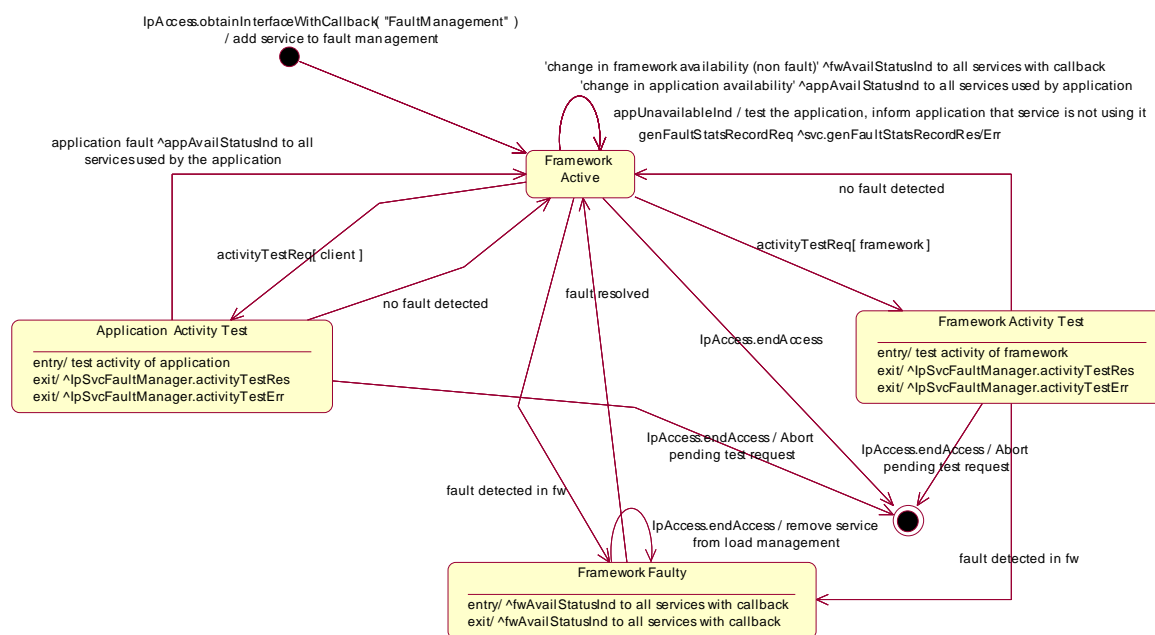 IpAccess.obtainInterfaceWithCallback( "FaultManagement" )
/ add service to fault management
'change in framework availability (non fault)' ^fwAvailStatusInd to all services with callback
'change in application availability' ^appAvailStatusInd to all services used by application
appUnavailableInd / test the application, inform application that service is not using it
genFaultStatsRecordReq ^svc.genFaultStatsRecordRes/Err
application fault ^appAvailStatusInd to all
services used by the application
Framework
Active
no fault detected
activityTestReq[ client ]
activityTestReq[ framework ]
no fault detected
fault resolved
Application Activity Test
entry/ test activity of application
exit/ ^IpSvcFaultManager.activityTestRes
exit/ ^IpSvcFaultManager.activityTestErr
IpAccess.endAccess
Framework Activity Test
entry/ test activity of framework
exit/ ^IpSvcFaultManager.activityTestRes
exit/ ^IpSvcFaultManager.activityTestErr
IpAccess.endAccess / Abort
pending test request
IpAccess.endAccess / Abort
pending test request
fault detected in fw
IpAccess.endAccess / remove service
from load management
fault detected in fw
Framework Faulty
entry/ ^fwAvailStatusInd to all services with callback
exit/ ^fwAvailStatusInd to all services with callback